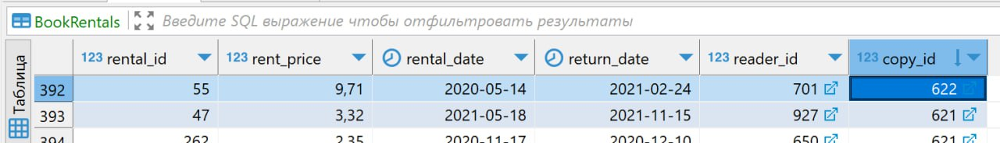 BookRentals Введите SQL выражение чтобы отфильтровать результаты
Таблица
123 rental_id 123 rent_price rental_date return_date 123 reader_id 123 copy_id
392 55 9,71 2020-05-14 2021-02-24 701 622
393 47 3,32 2021-05-18 2021-11-15 927 621
394 262 2,35 2020-11-17 2020-12-10 650 621